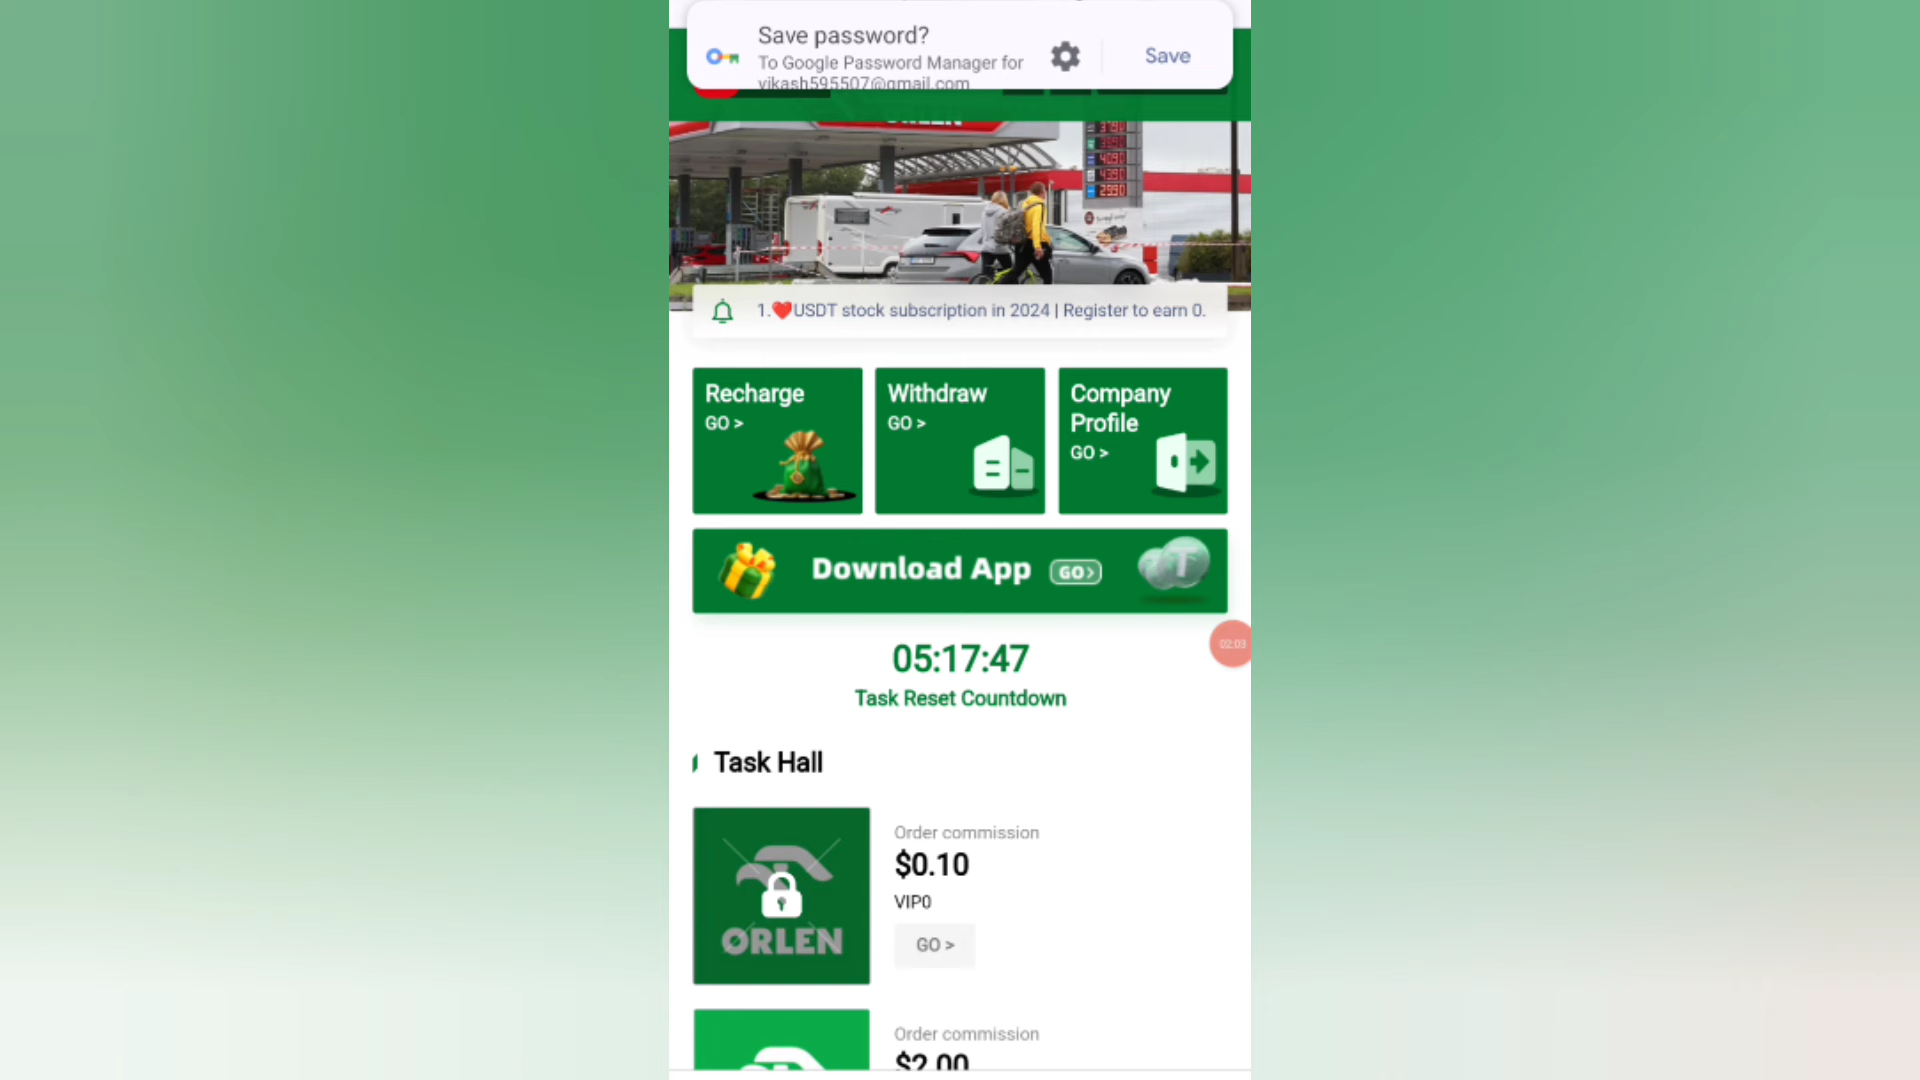 Save password?
To Google Password Manager for
vikash595507@gmail.com
Save
1.❤️USDT stock subscription in 2024 | Register to earn 0.
Recharge
GO >
Withdraw
GO >
Company
Profile
GO >
Download App GO>
05:17:47
Task Reset Countdown
02:03
Task Hall
Order commission
$0.10
VIP0
GO >
ORLEN
Order commission
$2.00